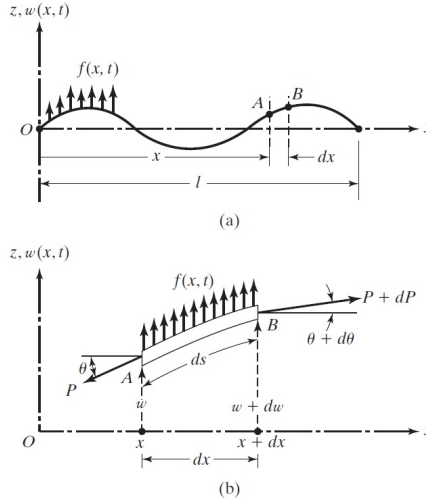 z, w(x, t)
f(x, t)
A
B
O
x
dx
l
(a)
z, w(x, t)
f(x, t)
P + dP
θ + dθ
B
ds
θ
A
P
w
w + dw
O
x
x + dx
dx
(b)